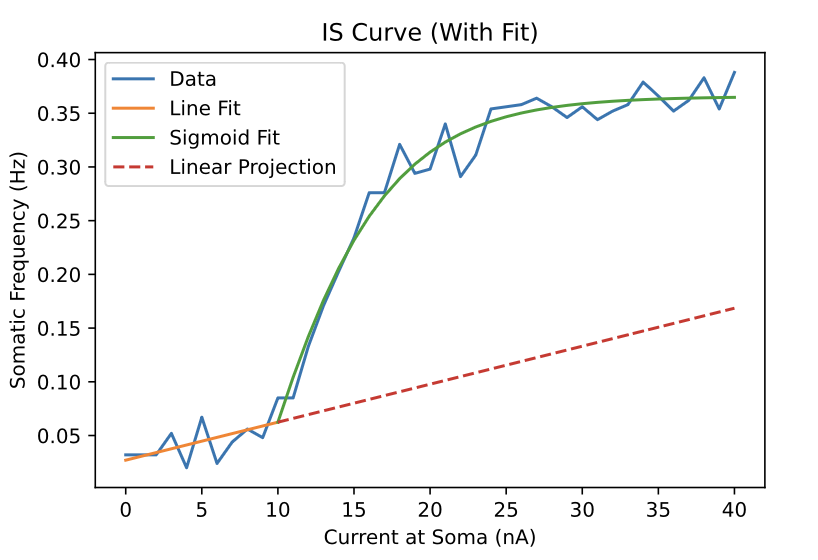 IS Curve (With Fit)
Somatic Frequency (Hz)
0.40
0.35
0.30
0.25
0.20
0.15
0.10
0.05
Data
Line Fit
Sigmoid Fit
Linear Projection
0 5 10 15 20 25 30 35 40
Current at Soma (nA)